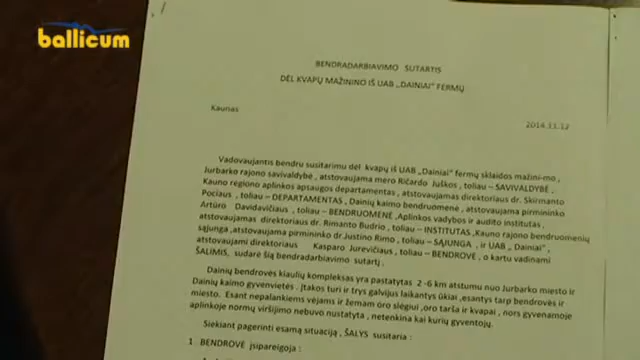 ballicum
BENDRADARBIAVIMO SUTARTIS
DĖL KVAPŲ MAŽINIMO IŠ UAB „DAINIAI" FERMŲ
Kaunas
2014.11.12
Vadovaujantis bendru susitarimu dėl kvapų iš UAB „Dainiai" fermų sklaidos mažini-mo ,
Jurbarko rajono savivaldybė , atstovaujama mero Ričardo Juškos , toliau – SAVIVALDYBĖ ,
Kauno regiono aplinkos apsaugos departamentas , atstovaujamas direktoriaus dr. Skirmanto
Pociaus , toliau – DEPARTAMENTAS , Dainių kaimo bendruomenė , atstovaujama pirmininko
Artūro Davidavičiaus , toliau – BENDRUOMENĖ ,Aplinkos vadybos ir audito institutas ,
atstovaujamas direktoriaus dr. Rimanto Budrio , toliau – INSTITUTAS ,Kauno rajono bendruomenių
sąjunga ,atstovaujama pirmininko dr.Justino Rimo , toliau – SĄJUNGA , ir UAB „ Dainiai" ,
atstovaujami direktoriaus Kasparo Jurevičiaus , toliau – BENDROVĖ , o kartu vadinami
ŠALIMIS, sudarė šią bendradarbiavimo sutartį .
Dainių bendrovės kiaulių kompleksas yra pastatytas 2 -6 km atstumu nuo Jurbarko miesto ir
Dainių kaimo gyvenvietės . Įtakos turi ir trys galvijus laikantys ūkiai ,esantys tarp bendrovės ir
miesto . Esant nepalankiems vėjams ir žemam oro slėgiui ,oro tarša ir kvapai , nors gyvenamoje
aplinkoje normų viršijimo nebuvo nustatyta , netenkina kai kurių gyventojų.
Siekiant pagerinti esamą situaciją , ŠALYS susitaria :
1 BENDROVĖ įsipareigoja :